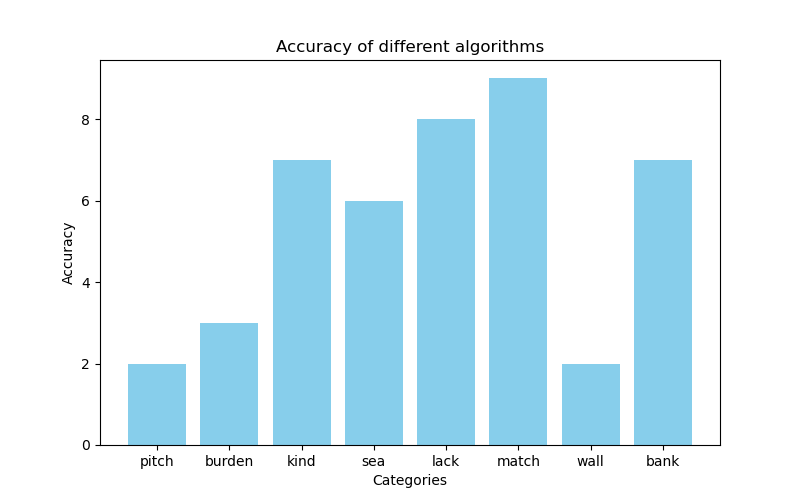 Accuracy of different algorithms
8
6
4
2
0
Accuracy
pitch burden kind sea lack match wall bank
Categories